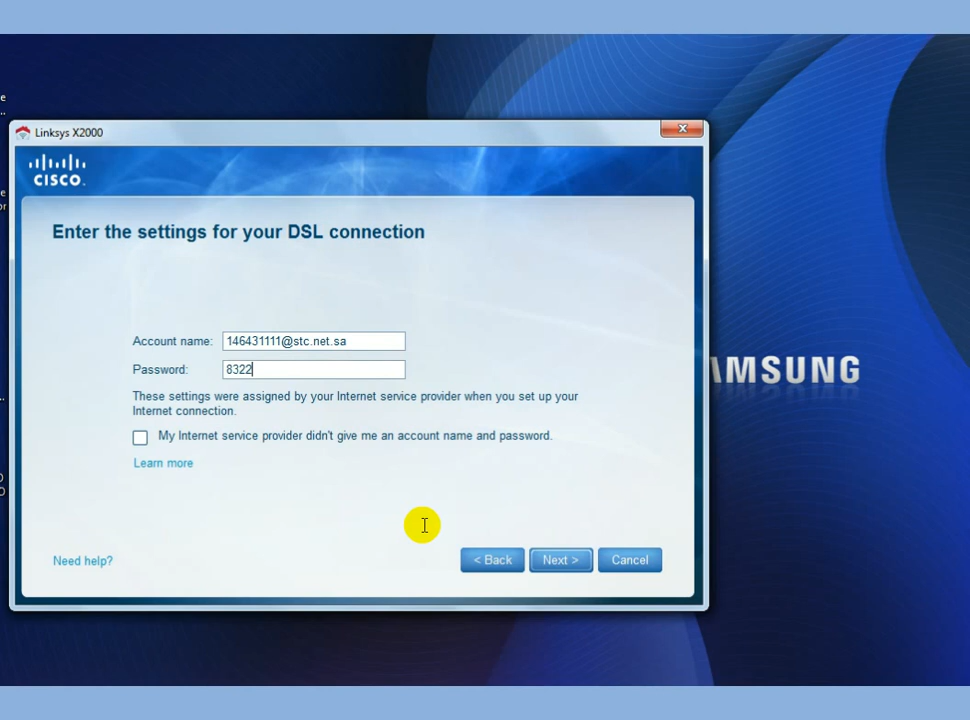 Linksys X2000
CISCO.
Enter the settings for your DSL connection
Account name: 146431111@stc.net.sa
Password: 8322
These settings were assigned by your Internet service provider when you set up your
Internet connection.
My Internet service provider didn't give me an account name and password.
Learn more
Need help?
< Back
Next >
Cancel
AMSUNG